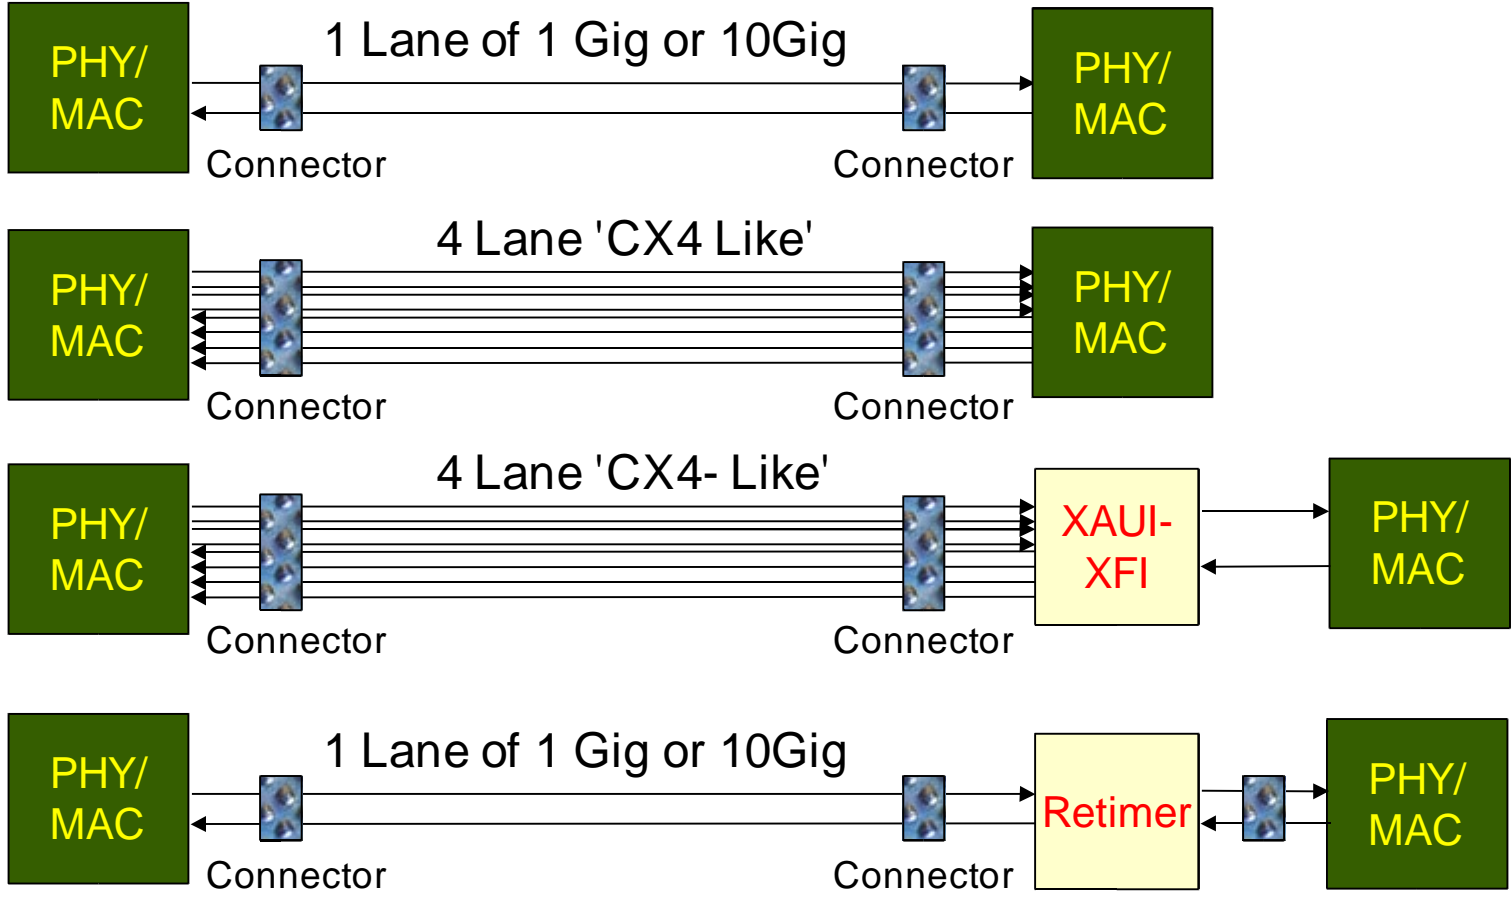 1 Lane of 1 Gig or 10Gig
PHY/
MAC
PHY/
MAC
Connector
Connector
4 Lane 'CX4 Like'
PHY/
MAC
PHY/
MAC
Connector
Connector
4 Lane 'CX4- Like'
PHY/
MAC
XAUI-
XFI
PHY/
MAC
Connector
Connector
1 Lane of 1 Gig or 10Gig
PHY/
MAC
Retimer
PHY/
MAC
Connector
Connector